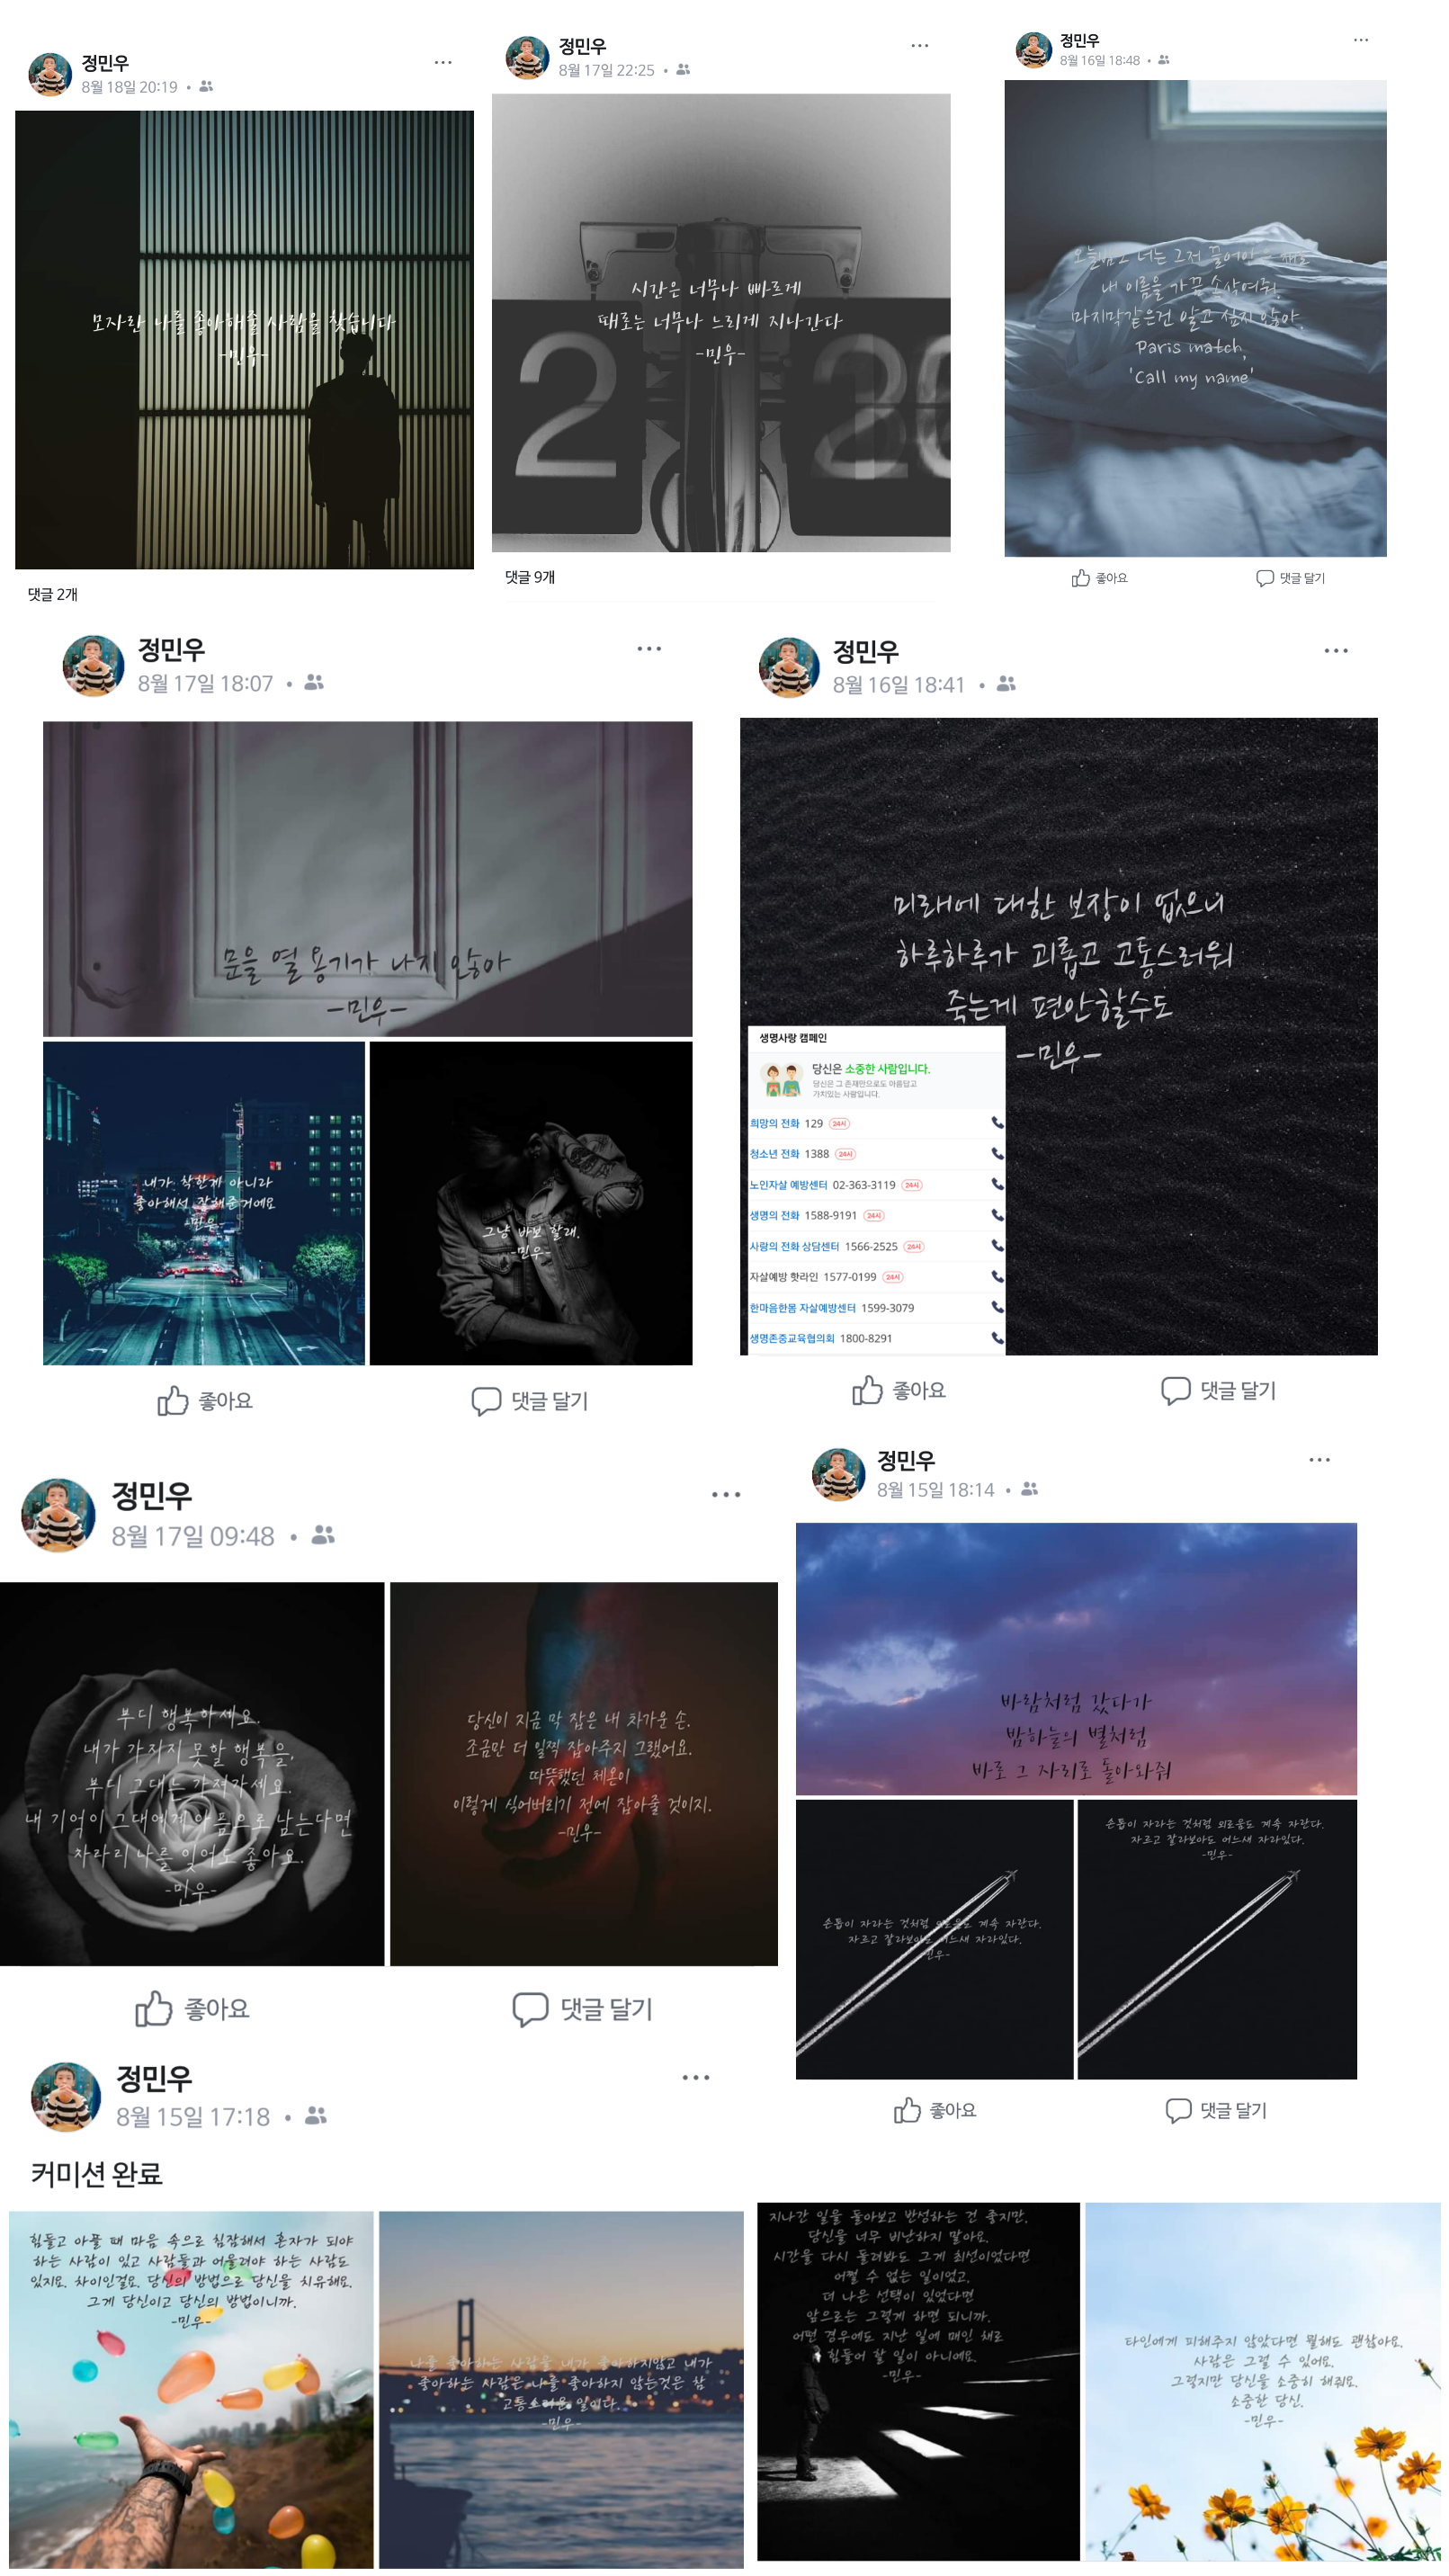 정민우
8월 18일 20:19
모자란 나를 좋아해줄 사람을 찾습니다
-민우-
댓글 2개
정민우
8월 17일 22:25
시간은 너무나 빠르게
때로는 너무나 느리게 지나간다
-민우-
2
댓글 9개
정민우
8월 16일 18:48
너는 그저
내 이름을 가끔 속삭여줘.
마지막같은건 알고 싶지 않아.
Paris match,
'Call my name'
좋아요
댓글 달기
정민우
8월 17일 18:07
문을 열 용기가 나지 않아
-민우-
내가 착한게 아니라
좋아해서 잘해준거에요
-민우-
그냥 바보 할래.
-민우-
좋아요
댓글 달기
정민우
8월 16일 18:41
미래에 대한 보장이 없으니
하루하루가 괴롭고 고통스러워
죽는게 편안할수도
-민우-
생명사랑 캠페인
당신은 소중한 사람입니다.
당신은 그 존재만으로도 아름답고
가치있는 사람입니다.
희망의 전화 129 24시
청소년 전화 1388 24시
노인자살 예방센터 02-363-3119 24시
생명의 전화 1588-9191 24시
사랑의 전화 상담센터 1566-2525 24시
자살예방 핫라인 1577-0199 24시
한마음한몸 자살예방센터 1599-3079
생명존중교육협의회 1800-8291
좋아요
댓글 달기
정민우
8월 17일 09:48
부디 행복하세요.
내가 가지지 못할 행복을,
부디 그대는 가져가세요.
내 기억이 그대에게 아픔으로 남는다면
차라리 나를 잊어도 좋아요.
-민우-
당신이 지금 막 잡은 내 차가운 손.
조금만 더 일찍 잡아주지 그랬어요.
따뜻했던 체온이
이렇게 식어버리기 전에 잡아줄 것이지.
-민우-
좋아요
댓글 달기
정민우
8월 15일 18:14
바람처럼 갔다가
밤하늘의 별처럼
바로 그 자리로 돌아와줘
손톱이 자라는 것처럼 외로움도 계속 자란다.
자르고 잘라보아도 어느새 자라있다.
-민우-
손톱이 자라는 것처럼 외로움도 계속 자란다.
자르고 잘라보아도 어느새 자라있다.
-민우-
좋아요
댓글 달기
정민우
8월 15일 17:18
커미션 완료
힘들고 아플 때 마음 속으로 침잠해서 혼자가 되야
하는 사람이 있고 사람들과 어울려야 하는 사람도
있지요. 차이인걸요. 당신의 방법으로 당신을 치유해요.
그게 당신이고 당신의 방법이니까.
-민우-
나를 좋아하는 사람을 내가 좋아하지않고 내가
좋아하는 사람은 나를 좋아하지 않는것은 참
고통스러운 일이다.
-민우-
지나간 일을 돌아보고 반성하는 건 좋지만,
당신을 너무 비난하지 말아요.
시간을 다시 돌려봐도 그게 최선이었다면
어쩔 수 없는 일이었고,
더 나은 선택이 있었다면
앞으로는 그렇게 하면 되니까.
어떤 경우에도 지난 일에 매인 채로
힘들어 할 일이 아니에요.
-민우-
타인에게 피해주지 않았다면 뭘해도 괜찮아요.
사람은 그럴 수 있어요.
그렇지만 당신을 소중히 해줘요.
소중한 당신.
-민우-